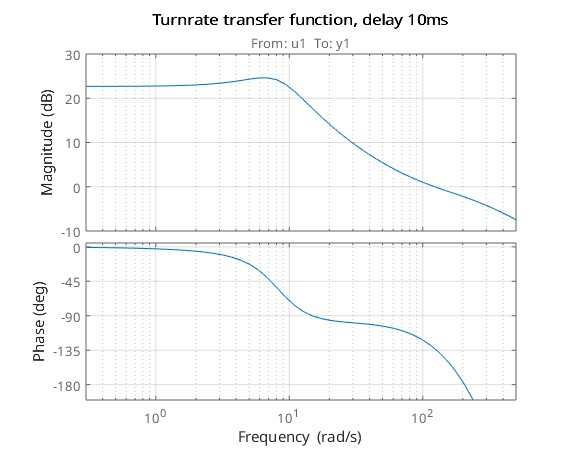 Turnrate transfer function, delay 10ms
From: u1 To: y1
Magnitude (dB)
30
20
10
0
-10
Phase (deg)
0
-45
-90
-135
-180
10⁰ 10¹ 10²
Frequency (rad/s)